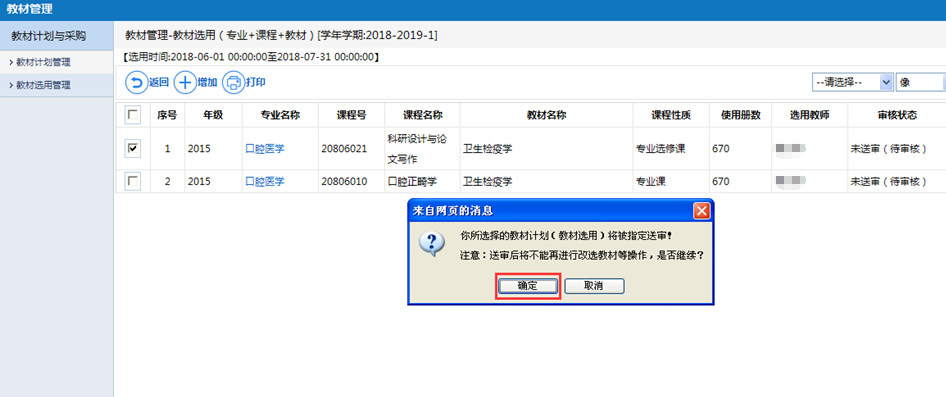 教材管理
教材计划与采购
教材管理-教材选用（专业+课程+教材）[学年学期:2018-2019-1]
教材计划管理
【选用时间:2018-06-01 00:00:00至2018-07-31 00:00:00】
教材选用管理
返回 增加 打印 --请选择-- 像
序号 年级 专业名称 课程号 课程名称 教材名称 课程性质 使用册数 选用教师 审核状态
1 2015 口腔医学 20806021 科研设计与论 卫生检疫学 专业选修课 670 未送审（待审核）
文写作
2 2015 口腔医学 20806010 口腔正畸学 卫生检疫学 专业课 670 未送审（待审核）
来自网页的消息
你所选择的教材计划(教材选用)将被指定送审!
注意：送审后将不能再进行改选教材等操作，是否继续？
确定 取消